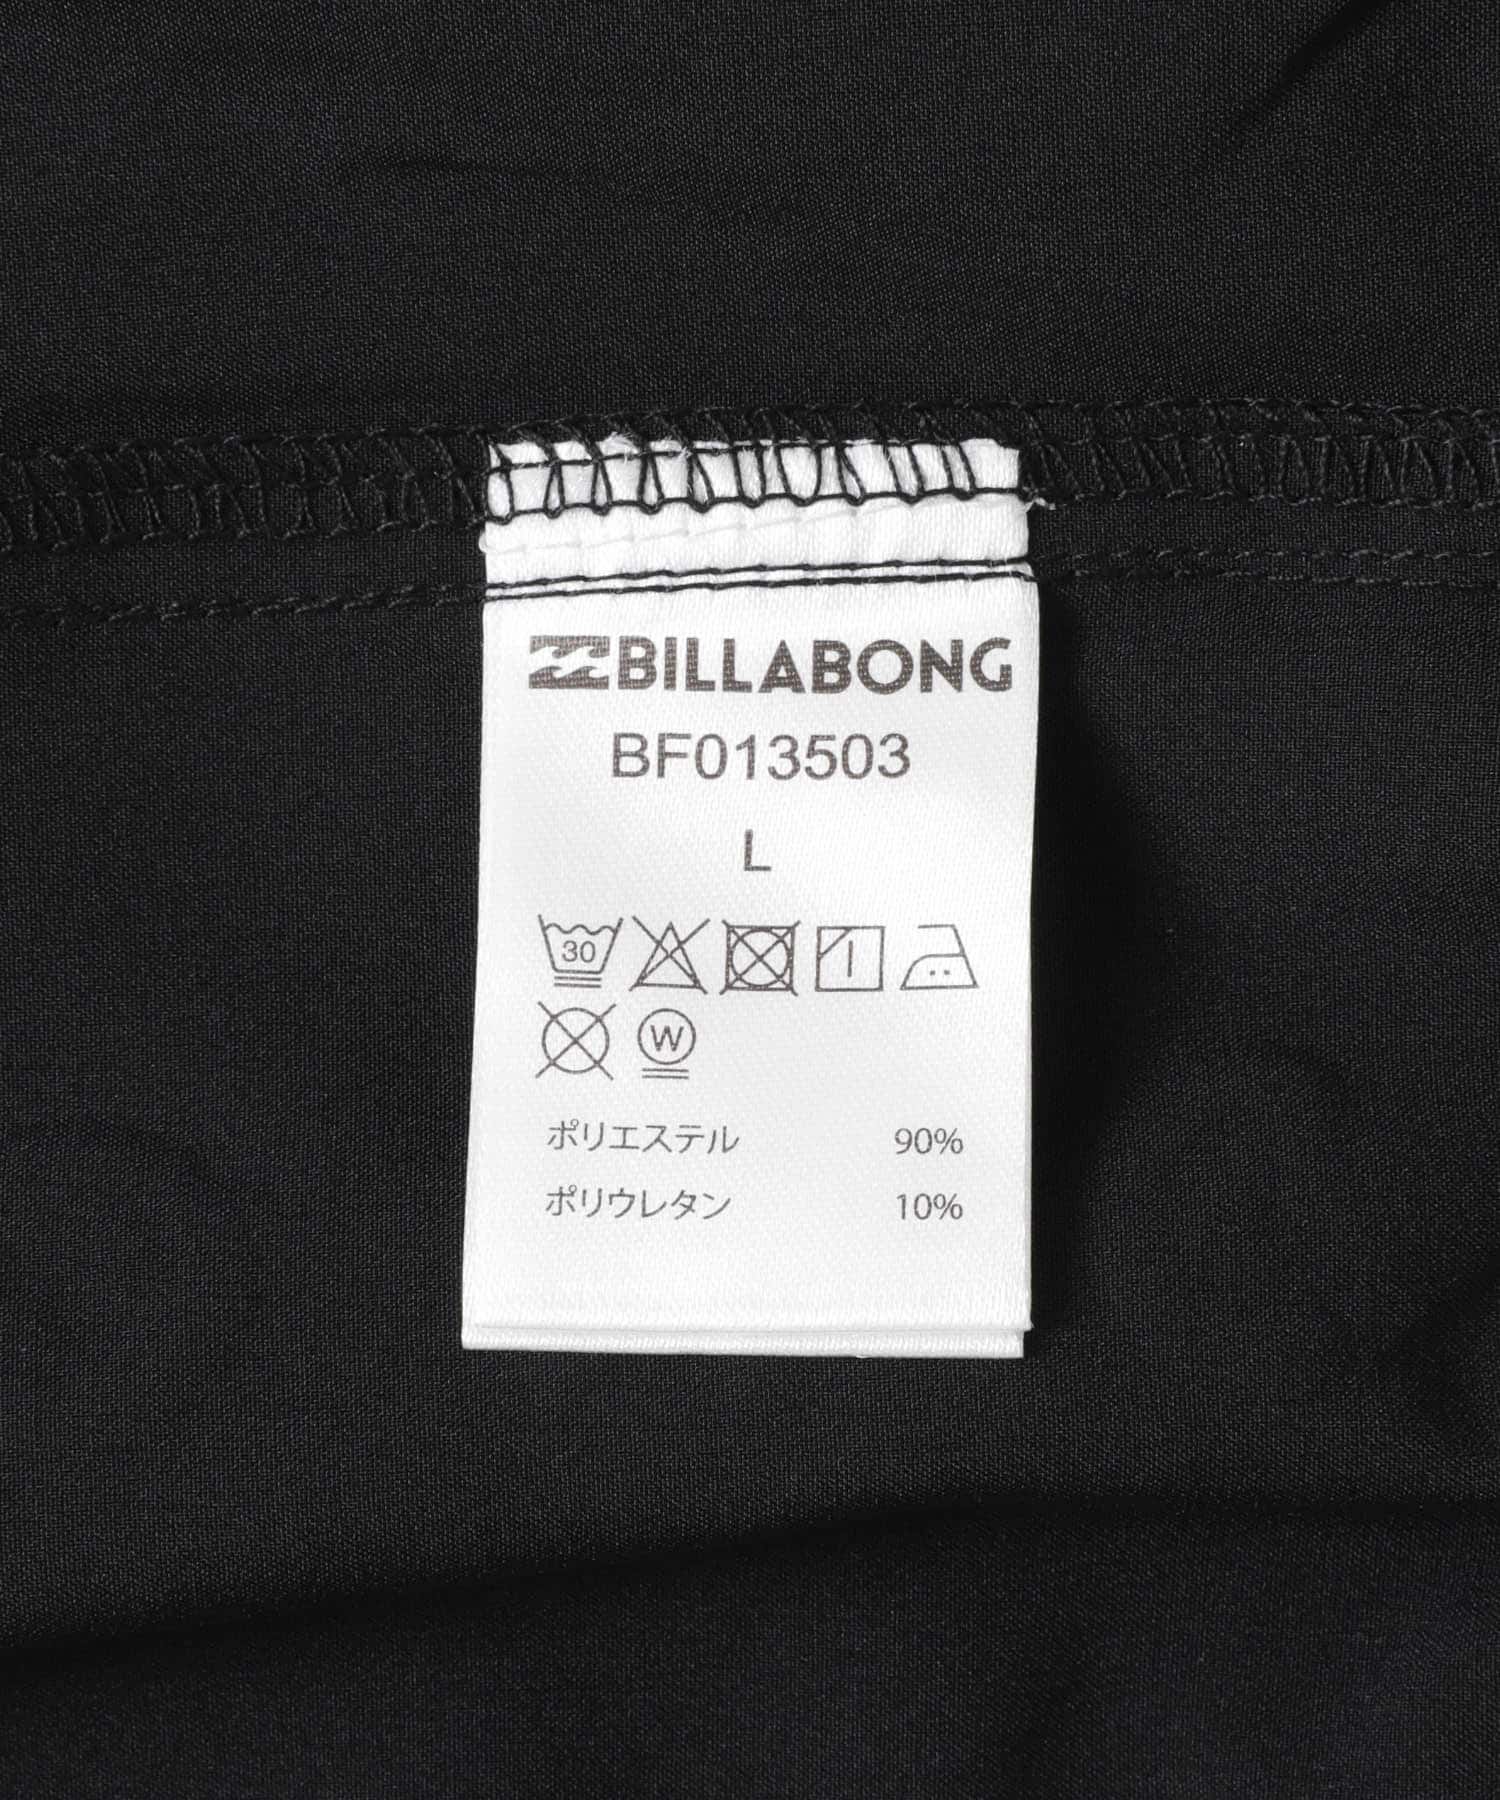 BILLABONG
BF013503
L
30
W
ポリエステル 90%
ポリウレタン 10%